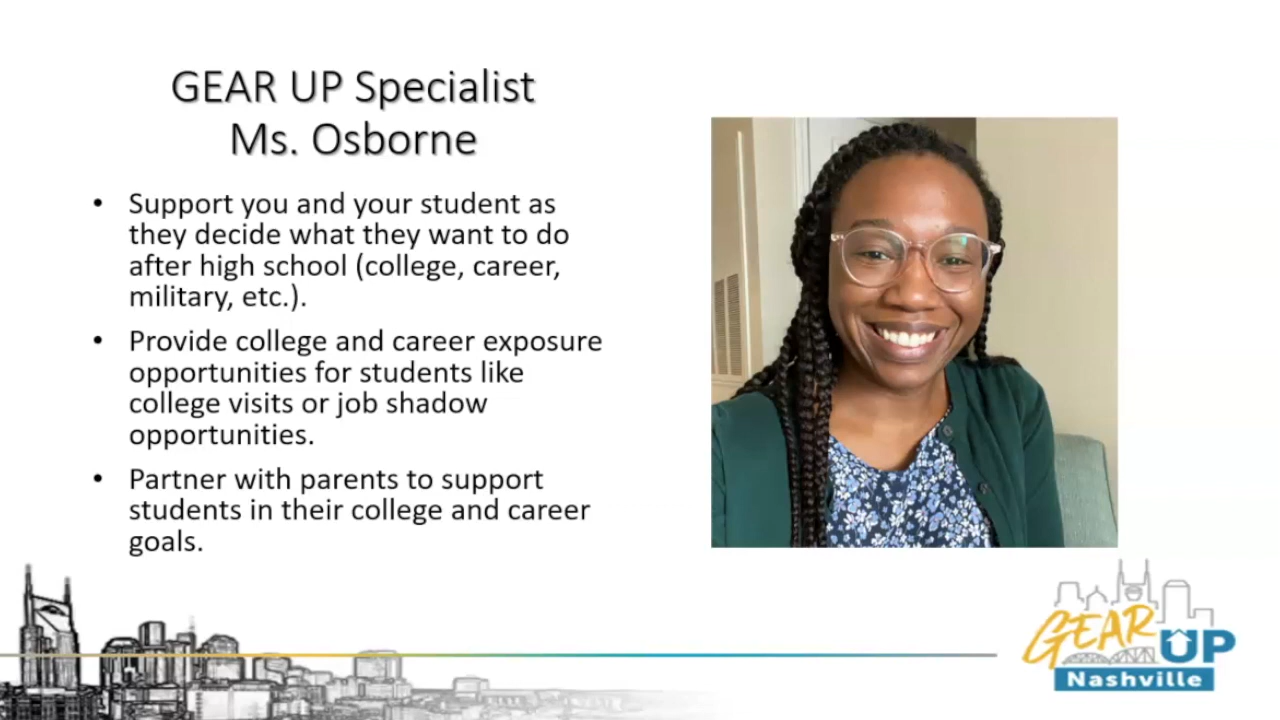 GEAR UP Specialist
Ms. Osborne
• Support you and your student as
they decide what they want to do
after high school (college, career,
military, etc.).
• Provide college and career exposure
opportunities for students like
college visits or job shadow
opportunities.
• Partner with parents to support
students in their college and career
goals.
GEAR UP
Nashville